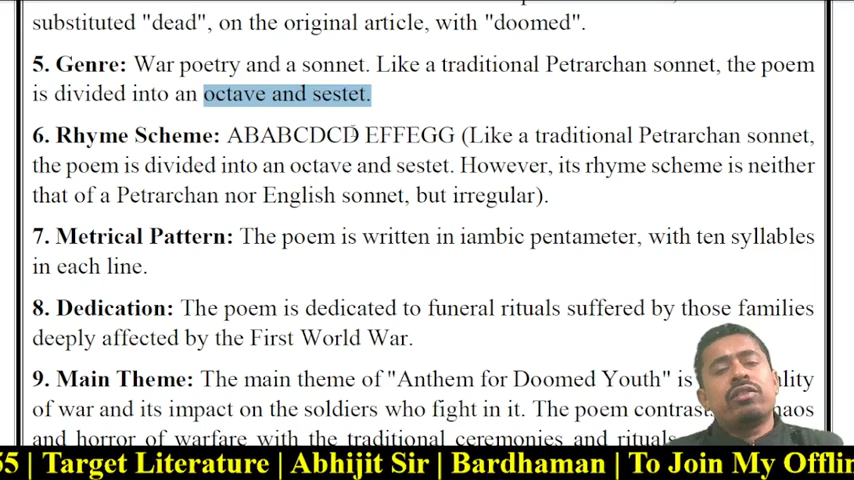 substituted "dead", on the original article, with "doomed".
5. Genre: War poetry and a sonnet. Like a traditional Petrarchan sonnet, the poem
is divided into an octave and sestet.
6. Rhyme Scheme: ABABCDCD EFFEGG (Like a traditional Petrarchan sonnet,
the poem is divided into an octave and sestet. However, its rhyme scheme is neither
that of a Petrarchan nor English sonnet, but irregular).
7. Metrical Pattern: The poem is written in iambic pentameter, with ten syllables
in each line.
8. Dedication: The poem is dedicated to funeral rituals suffered by those families
deeply affected by the First World War.
9. Main Theme: The main theme of "Anthem for Doomed Youth" is
of war and its impact on the soldiers who fight in it. The poem
and horror of warfare with the traditional ceremonies and rituals
55 | Target Literature | Abhijit Sir | Bardhaman | To Join My